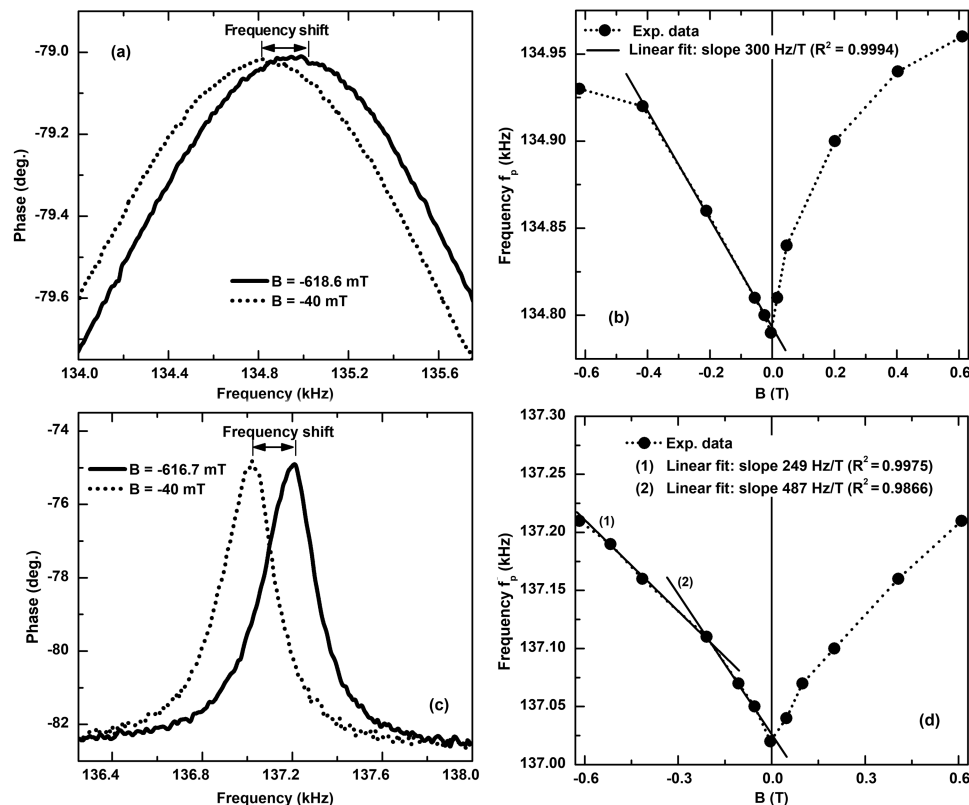 Frequency shift
(a)
-79.0
-79.2
-79.4
-79.6
Phase (deg.)
B = -618.6 mT
B = -40 mT
134.0 134.4 134.8 135.2 135.6
Frequency (kHz)
Exp. data
Linear fit: slope 300 Hz/T (R² = 0.9994)
134.95
134.90
134.85
134.80
Frequency fₚ (kHz)
(b)
-0.6 -0.4 -0.2 0.0 0.2 0.4 0.6
B (T)
Frequency shift
-74
-76
-78
-80
-82
Phase (deg.)
B = -616.7 mT
B = -40 mT
(c)
136.4 136.8 137.2 137.6 138.0
Frequency (kHz)
Exp. data
(1) Linear fit: slope 249 Hz/T (R² = 0.9975)
(2) Linear fit: slope 487 Hz/T (R² = 0.9866)
137.30
137.25
137.20
137.15
137.10
137.05
137.00
Frequency fₚ (kHz)
(1)
(2)
(d)
-0.6 -0.3 0.0 0.3 0.6
B (T)